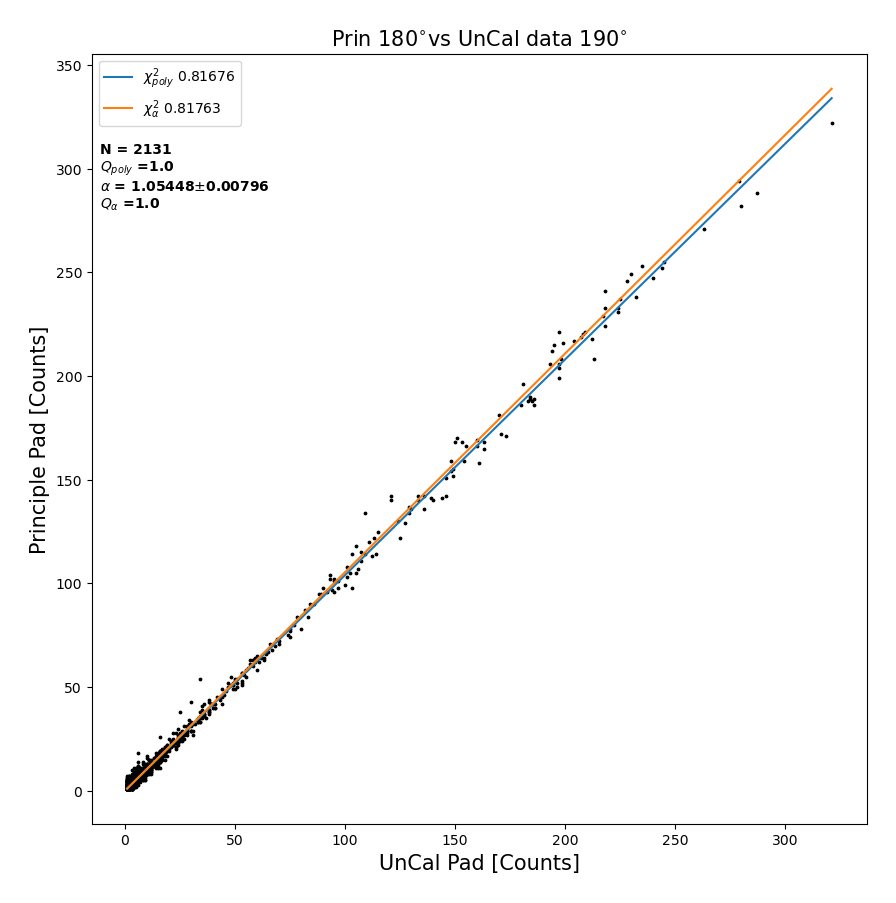 Prin 180°vs UnCal data 190°
χ²poly 0.81676
χ²α 0.81763
N = 2131
Qpoly =1.0
α = 1.05448±0.00796
Qα =1.0
Principle Pad [Counts]
350
300
250
200
150
100
50
0
0 50 100 150 200 250 300
UnCal Pad [Counts]